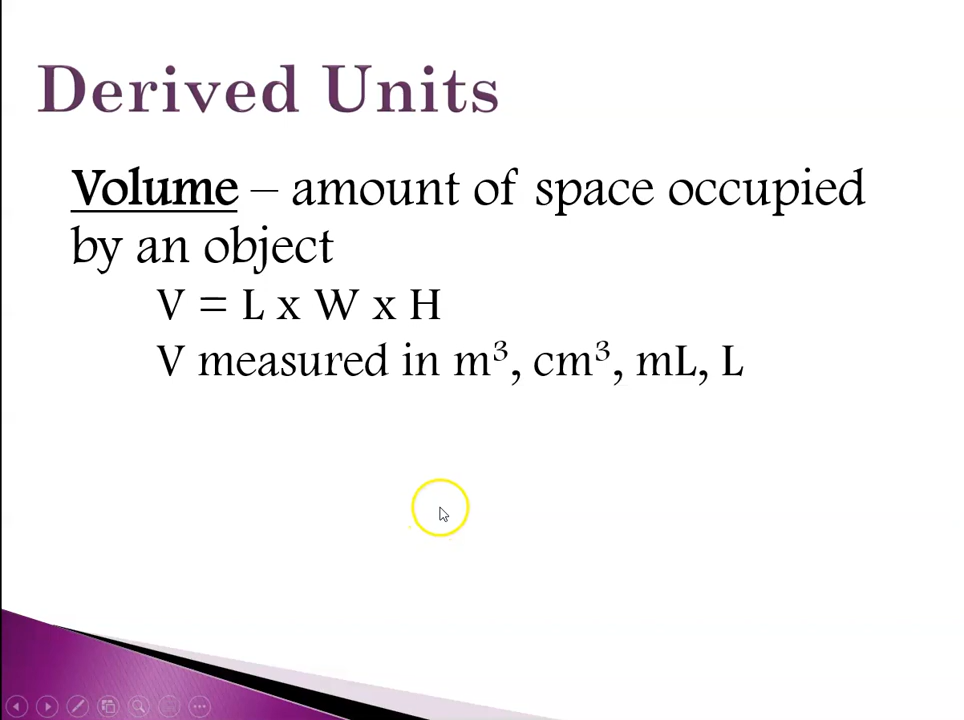 Derived Units
Volume – amount of space occupied
by an object
V = L x W x H
V measured in m³, cm³, mL, L